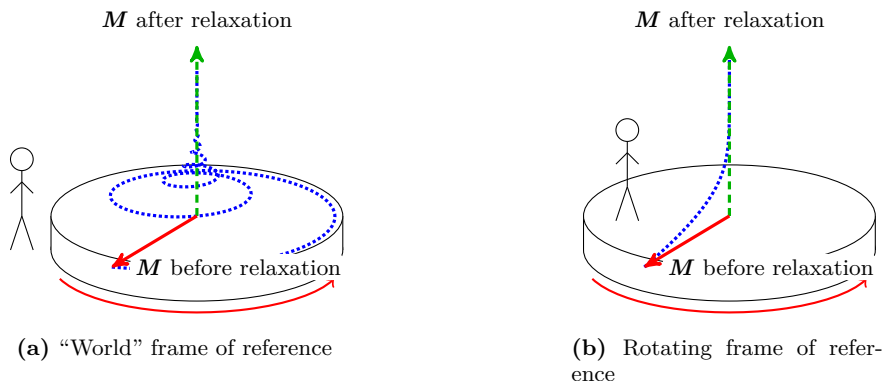 M after relaxation
M before relaxation
(a) “World” frame of reference
M after relaxation
M before relaxation
(b) Rotating frame of refer-
ence